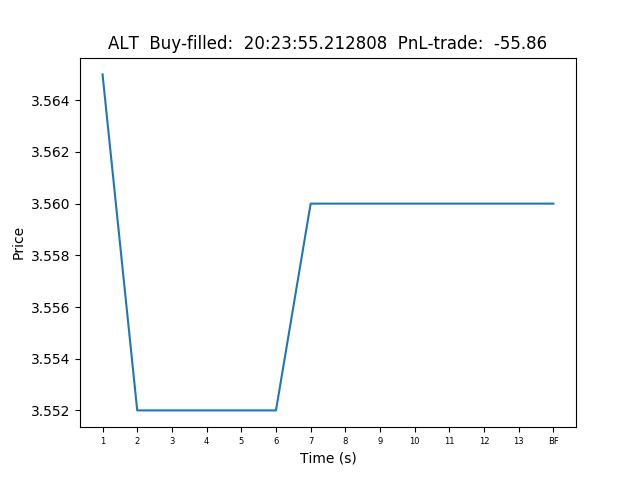 ALT  Buy-filled:  20:23:55.212808  PnL-trade:  -55.86
Price
3.564
3.562
3.560
3.558
3.556
3.554
3.552
1 2 3 4 5 6 7 8 9 10 11 12 13 BF
Time (s)